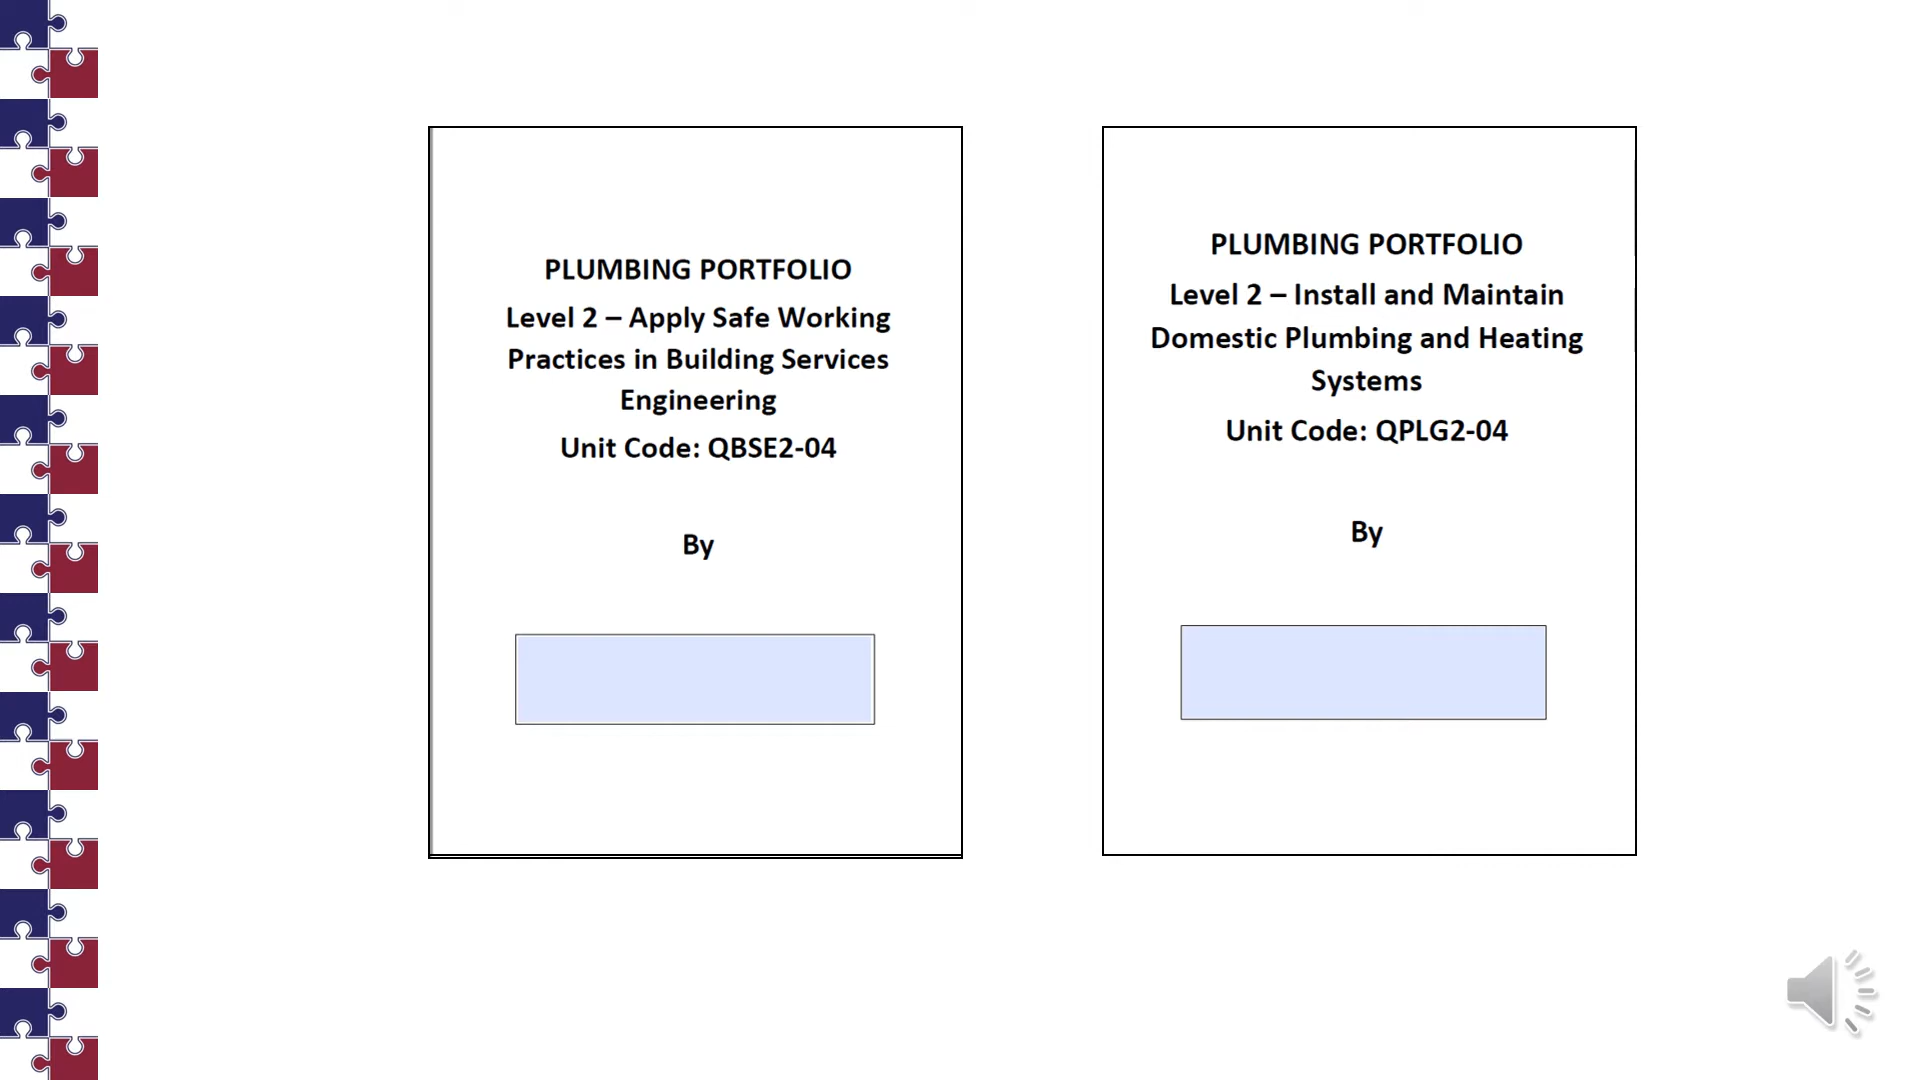 PLUMBING PORTFOLIO
Level 2 – Apply Safe Working
Practices in Building Services
Engineering
Unit Code: QBSE2-04
By
PLUMBING PORTFOLIO
Level 2 – Install and Maintain
Domestic Plumbing and Heating
Systems
Unit Code: QPLG2-04
By